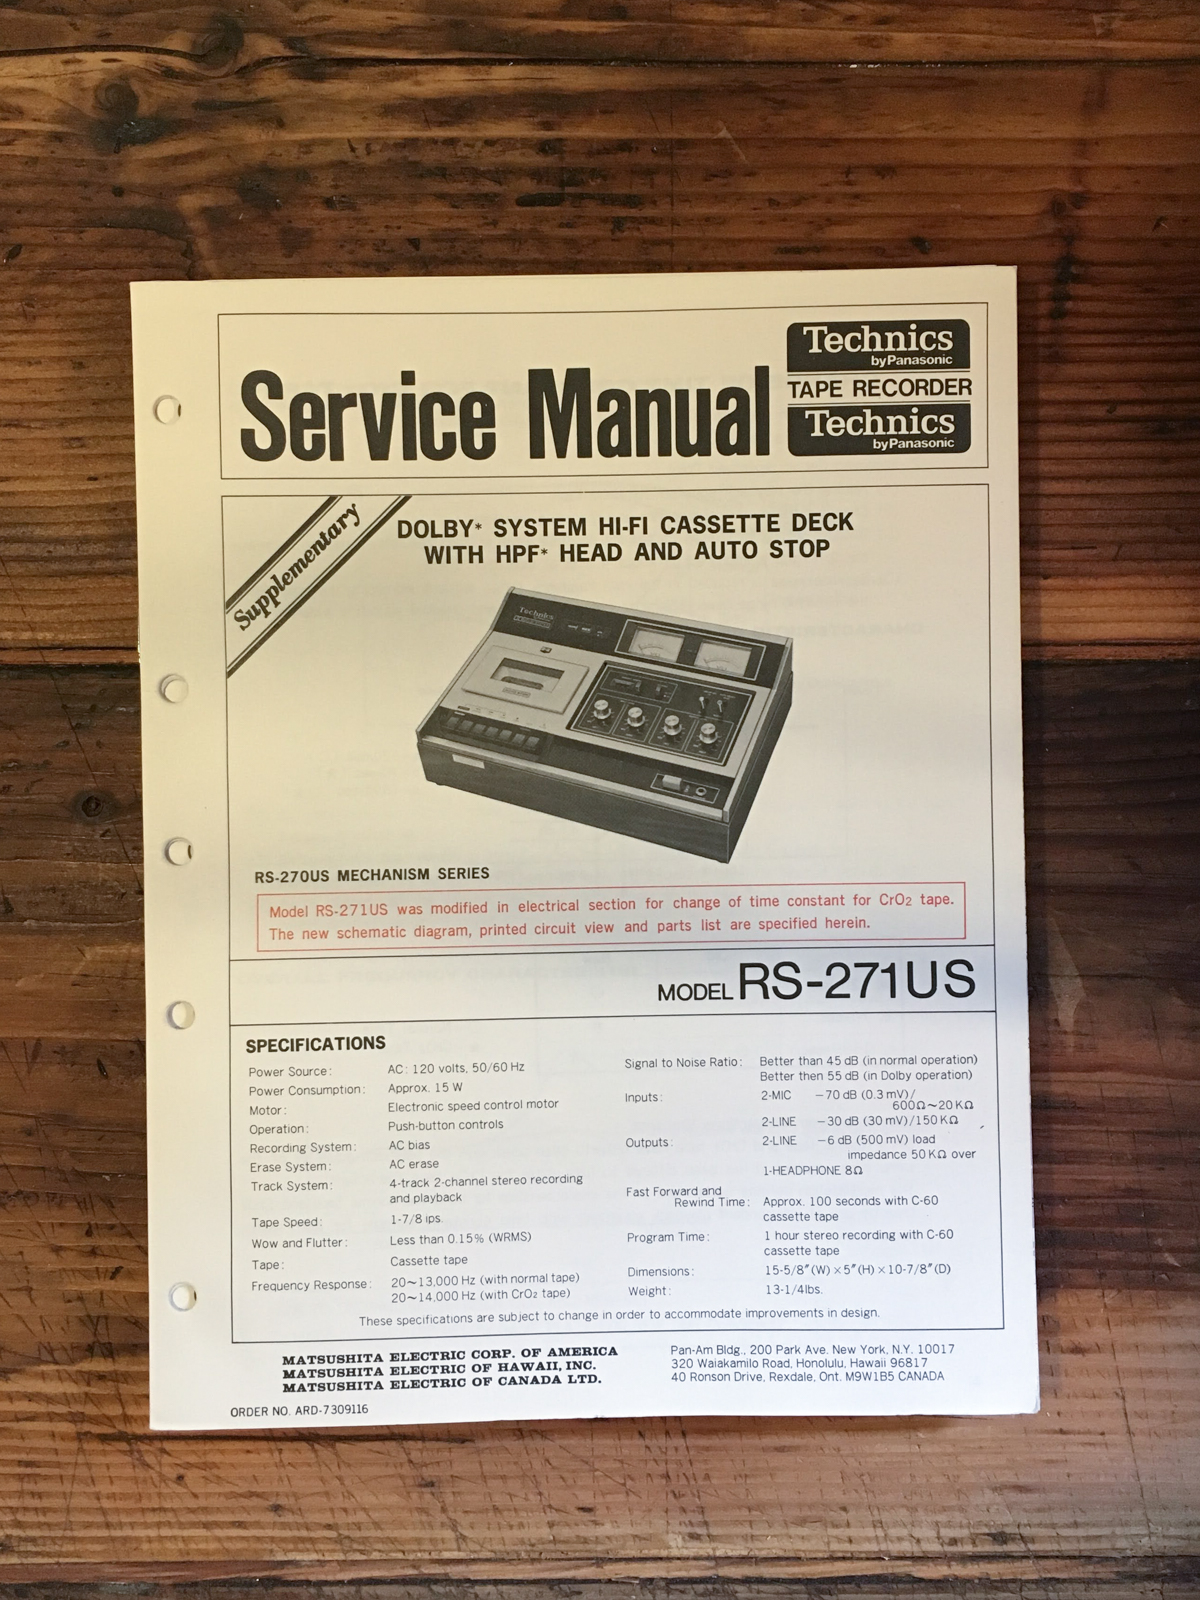 Service Manual
Technics
by Panasonic
TAPE RECORDER
Technics
by Panasonic
Supplementary
DOLBY* SYSTEM HI-FI CASSETTE DECK
WITH HPF* HEAD AND AUTO STOP
Technics
RS-270US MECHANISM SERIES
Model RS-271US was modified in electrical section for change of time constant for CrO2 tape.
The new schematic diagram, printed circuit view and parts list are specified herein.
MODEL RS-271US
SPECIFICATIONS
Power Source: AC: 120 volts, 50/60 Hz
Power Consumption: Approx. 15 W
Motor: Electronic speed control motor
Operation: Push-button controls
Recording System: AC bias
Erase System: AC erase
Track System: 4-track 2-channel stereo recording
and playback
Tape Speed: 1-7/8 ips.
Wow and Flutter: Less than 0.15% (WRMS)
Tape: Cassette tape
Frequency Response: 20~13,000 Hz (with normal tape)
20~14,000 Hz (with CrO2 tape)
Signal to Noise Ratio: Better than 45 dB (in normal operation)
Better then 55 dB (in Dolby operation)
Inputs: 2-MIC −70 dB (0.3 mV)/
600Ω~20 KΩ
2-LINE −30 dB (30 mV)/150 KΩ
Outputs: 2-LINE −6 dB (500 mV) load
impedance 50 KΩ over
1-HEADPHONE 8Ω
Fast Forward and
Rewind Time: Approx. 100 seconds with C-60
cassette tape
Program Time: 1 hour stereo recording with C-60
cassette tape
Dimensions: 15-5/8″(W)×5″(H)×10-7/8″(D)
Weight: 13-1/4lbs.
These specifications are subject to change in order to accommodate improvements in design.
MATSUSHITA ELECTRIC CORP. OF AMERICA Pan-Am Bldg., 200 Park Ave. New York, N.Y. 10017
MATSUSHITA ELECTRIC OF HAWAII, INC. 320 Waiakamilo Road, Honolulu, Hawaii 96817
MATSUSHITA ELECTRIC OF CANADA LTD. 40 Ronson Drive, Rexdale, Ont. M9W1B5 CANADA
ORDER NO. ARD-7309116